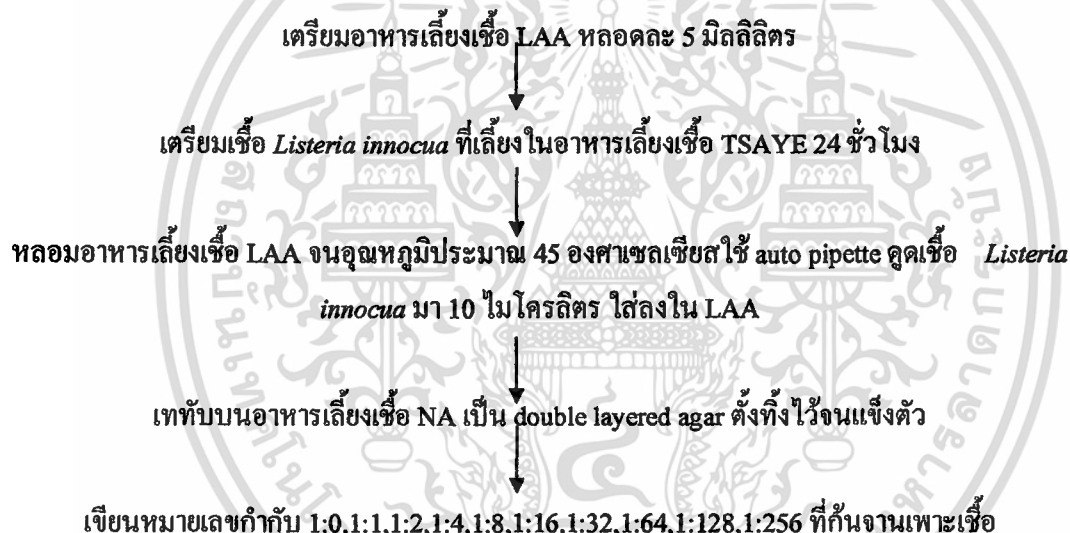 เตรียมอาหารเลี้ยงเชื้อ LAA หลอดละ 5 มิลลิลิตร
เตรียมเชื้อ Listeria innocua ที่เลี้ยงในอาหารเลี้ยงเชื้อ TSAYE 24 ชั่วโมง
หลอมอาหารเลี้ยงเชื้อ LAA จนอุณหภูมิประมาณ 45 องศาเซลเซียสใช้ auto pipette ดูดเชื้อ Listeria
innocua มา 10 ไมโครลิตร ใส่ลงใน LAA
เททับบนอาหารเลี้ยงเชื้อ NA เป็น double layered agar ตั้งทิ้งไว้จนแข็งตัว
เขียนหมายเลขกำกับ 1:0,1:1,1:2,1:4,1:8,1:16,1:32,1:64,1:128,1:256 ที่ก้นจานเพาะเชื้อ